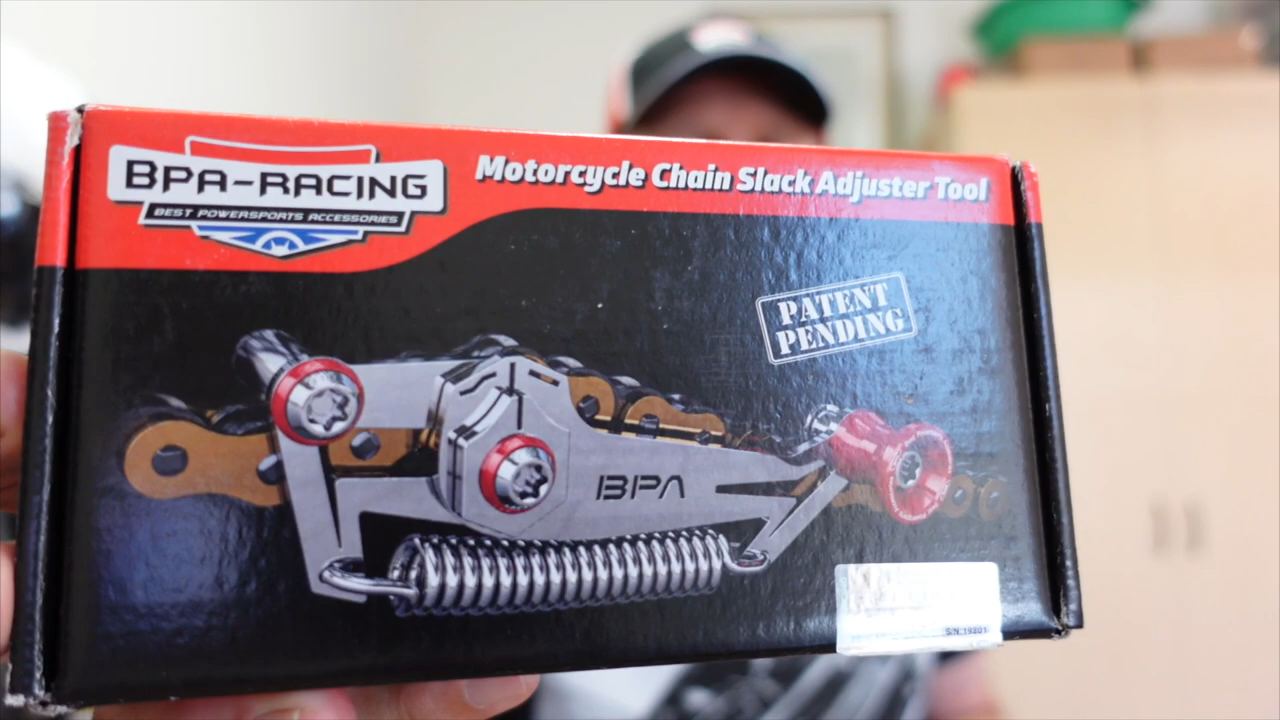 BPA-RACING
BEST POWERSPORTS ACCESSORIES
Motorcycle Chain Slack Adjuster Tool
PATENT
PENDING
BPA